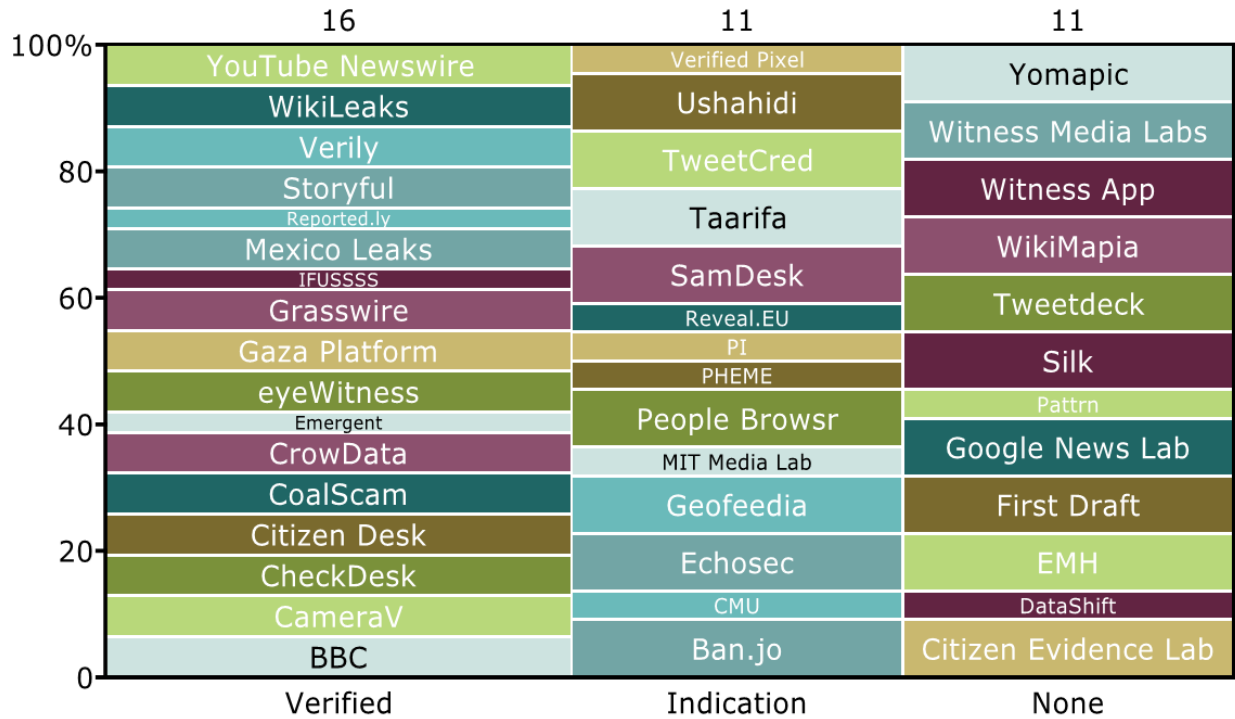 16
11
11
100%
80
60
40
20
0
YouTube Newswire
WikiLeaks
Verily
Storyful
Reported.ly
Mexico Leaks
IFUSSSS
Grasswire
Gaza Platform
eyeWitness
Emergent
CrowData
CoalScam
Citizen Desk
CheckDesk
CameraV
BBC
Verified
Verified Pixel
Ushahidi
TweetCred
Taarifa
SamDesk
Reveal.EU
PI
PHEME
People Browsr
MIT Media Lab
Geofeedia
Echosec
CMU
Ban.jo
Indication
Yomapic
Witness Media Labs
Witness App
WikiMapia
Tweetdeck
Silk
Pattrn
Google News Lab
First Draft
EMH
DataShift
Citizen Evidence Lab
None